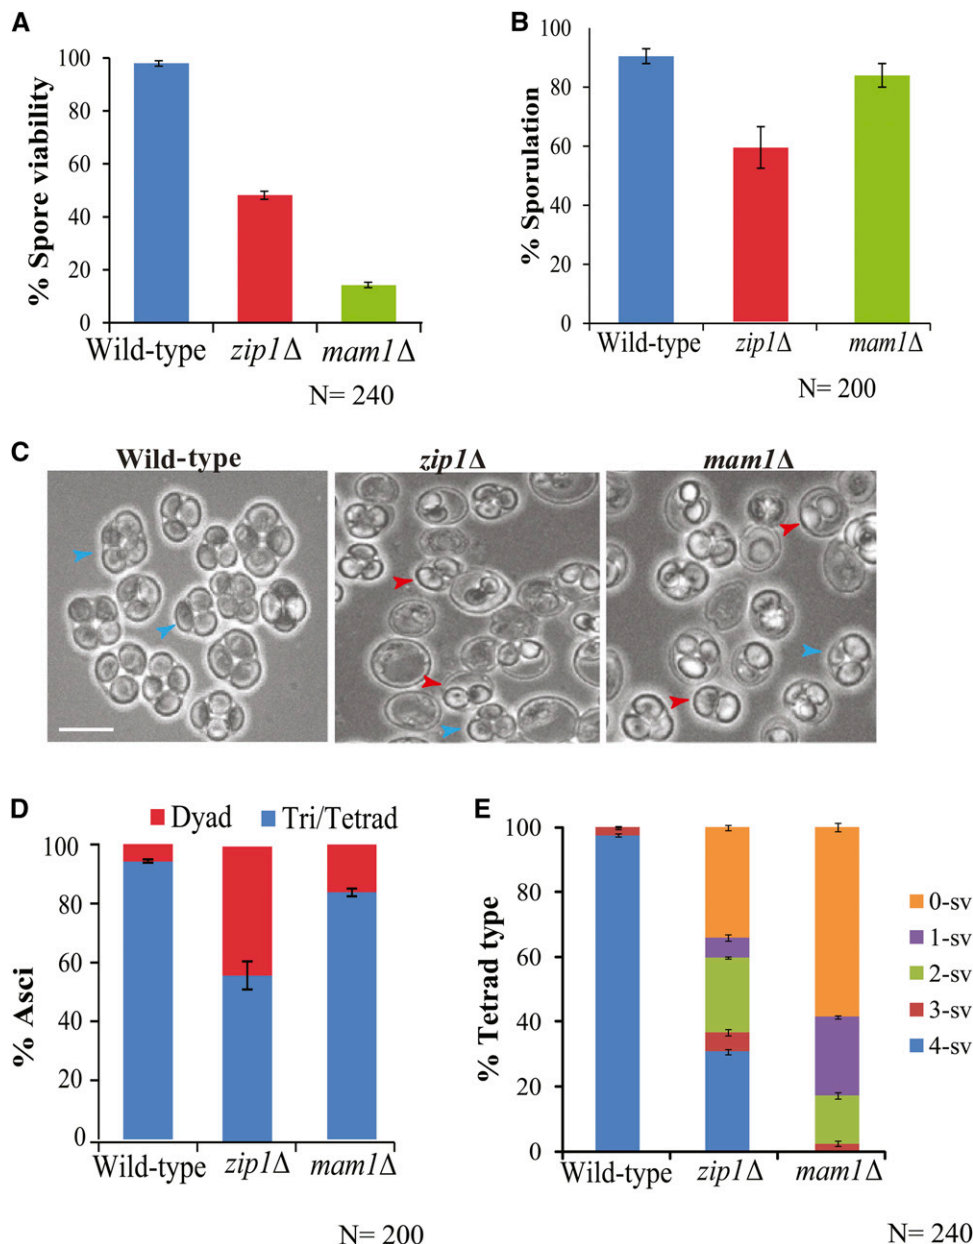 A
% Spore viability
100
80
60
40
20
0
Wild-type zip1Δ mam1Δ
N= 240
B
% Sporulation
100
80
60
40
20
0
Wild-type zip1Δ mam1Δ
N= 200
C
Wild-type zip1Δ mam1Δ
D
Dyad Tri/Tetrad
% Asci
100
80
60
40
20
0
Wild-type zip1Δ mam1Δ
N= 200
E
% Tetrad type
100
80
60
40
20
0
Wild-type zip1Δ mam1Δ
0-sv
1-sv
2-sv
3-sv
4-sv
N= 240